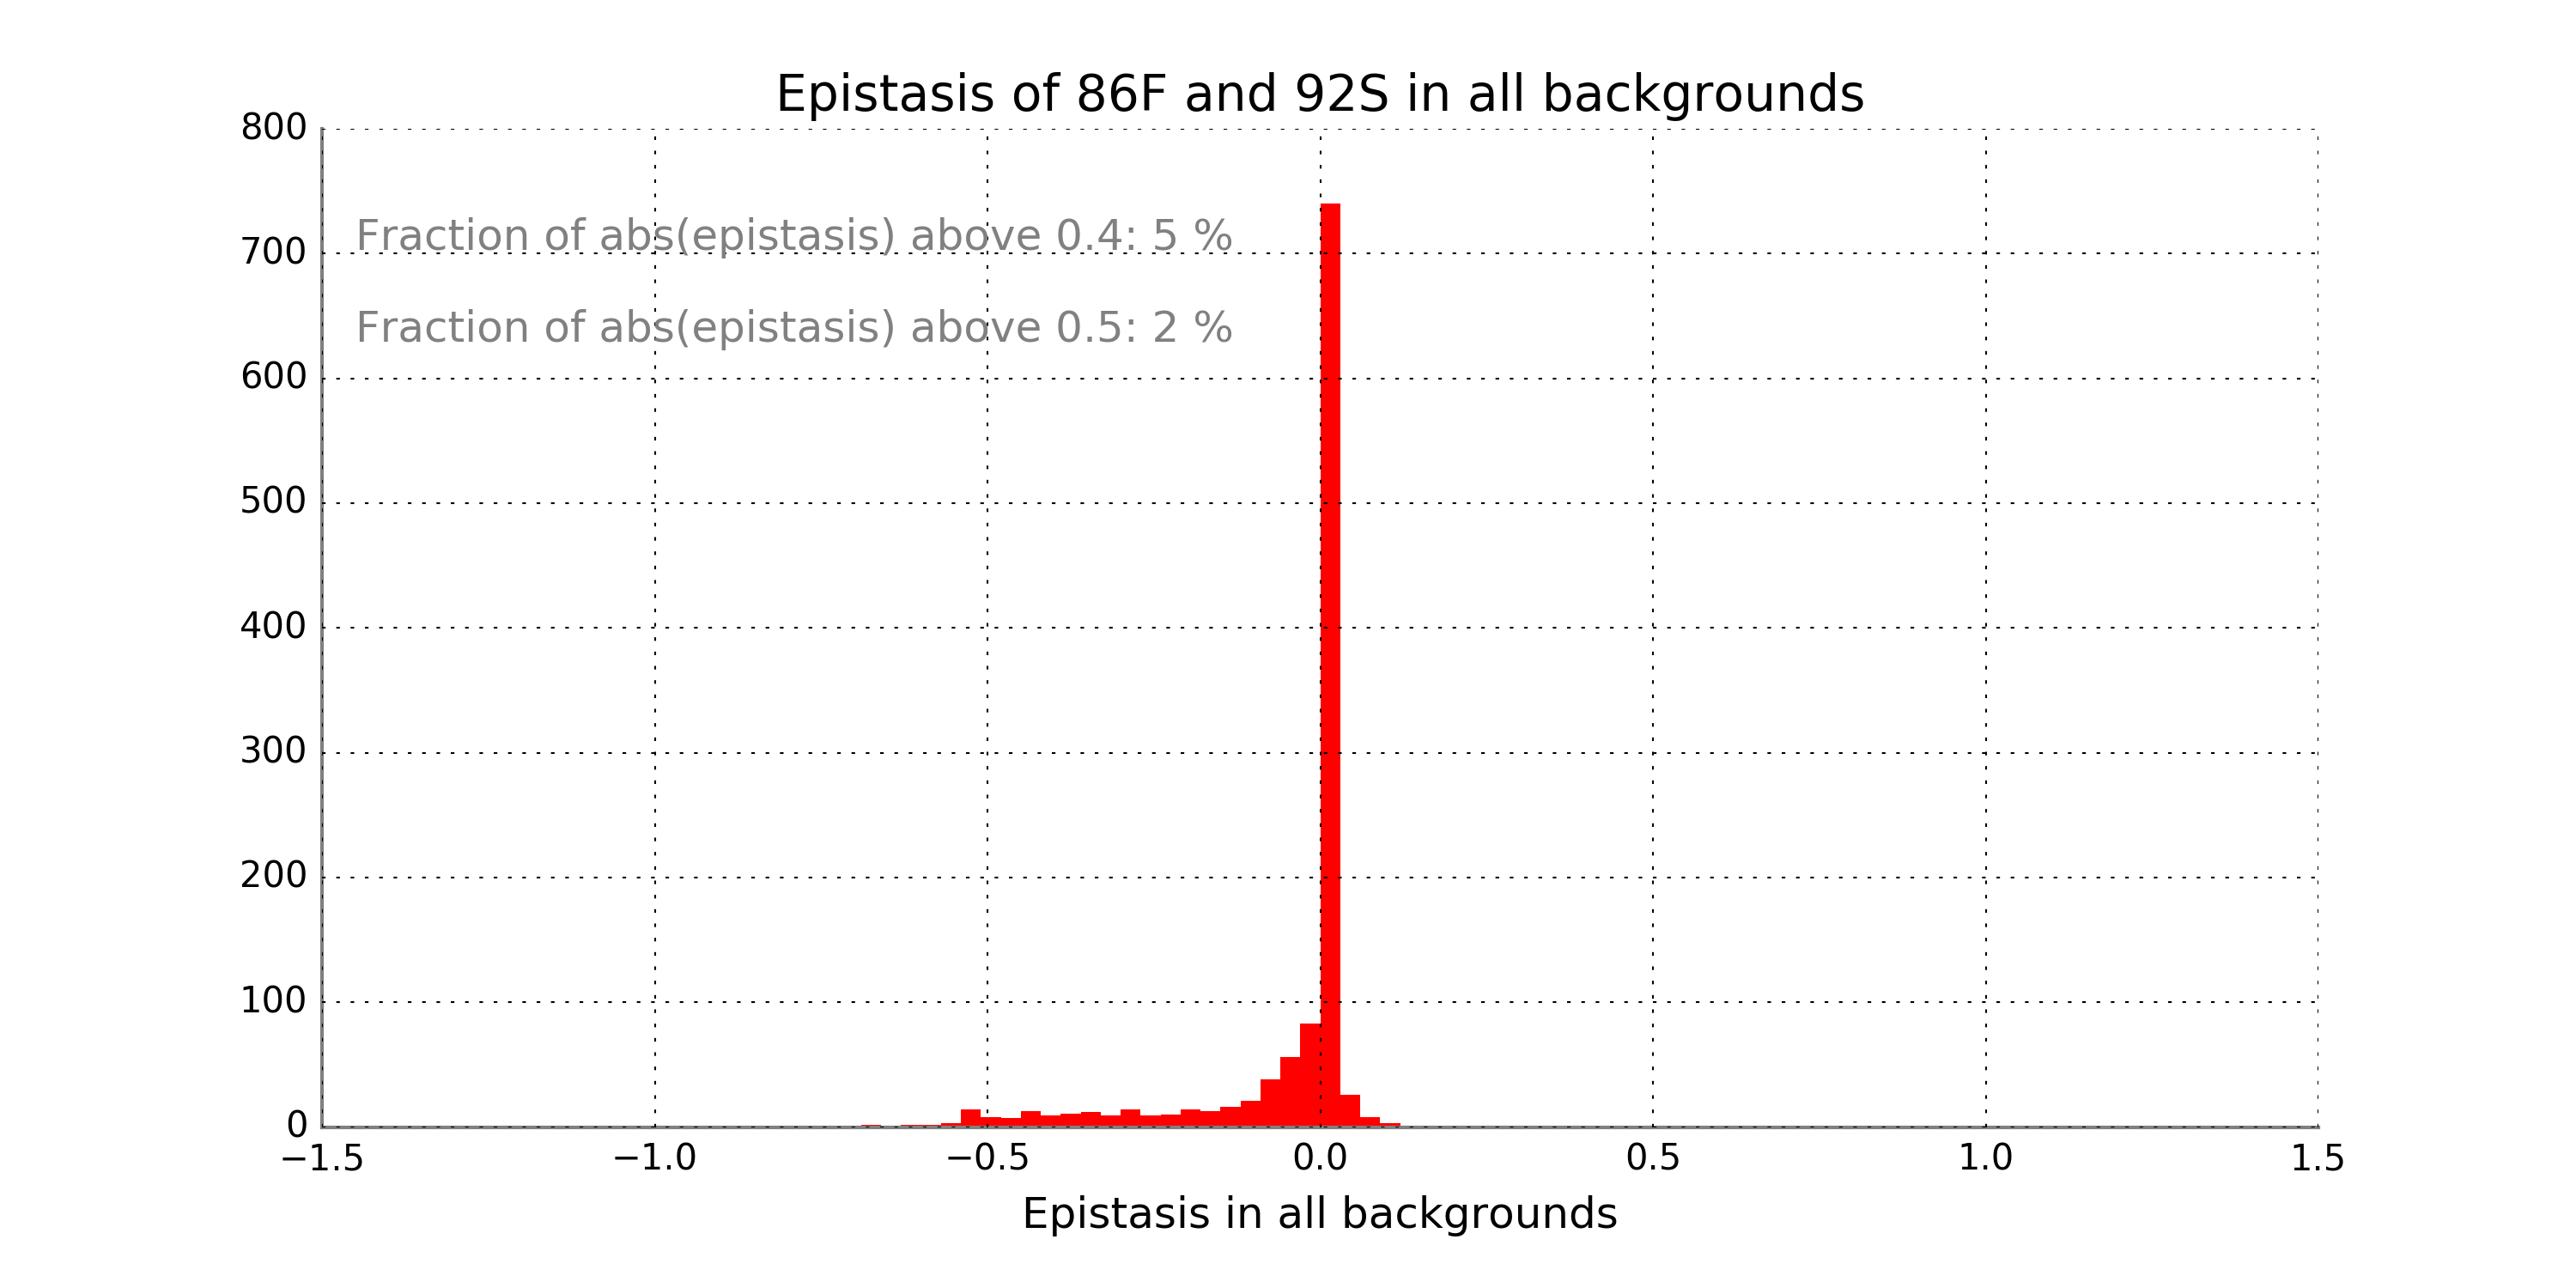 Epistasis of 86F and 92S in all backgrounds
800
700
600
500
400
300
200
100
0
Fraction of abs(epistasis) above 0.4: 5 %
Fraction of abs(epistasis) above 0.5: 2 %
−1.5 −1.0 −0.5 0.0 0.5 1.0 1.5
Epistasis in all backgrounds